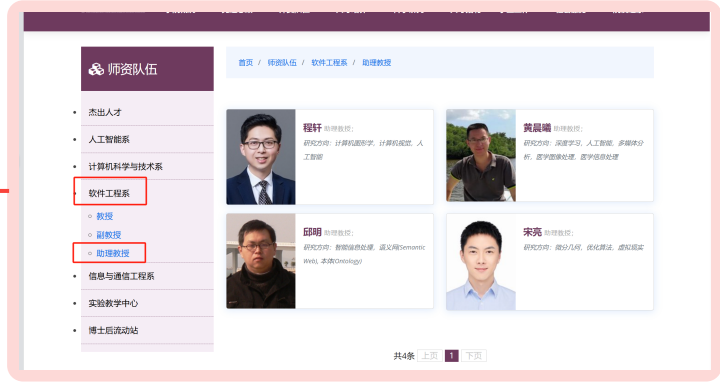 师资队伍
首页 / 师资队伍 / 软件工程系 / 助理教授
杰出人才
人工智能系
计算机科学与技术系
软件工程系
教授
副教授
助理教授
信息与通信工程系
实验教学中心
博士后流动站
程轩 助理教授;
研究方向: 计算机图形学、计算机视觉、人
工智能
黄晨曦 助理教授;
研究方向: 深度学习、人工智能、多媒体分
析、医学图像处理、医学信息处理
邱明 助理教授;
研究方向: 智能信息处理、语义网(Semantic
Web), 本体(Ontology)
宋亮 助理教授;
研究方向: 微分几何、优化算法、虚拟现实
共4条 上页 1 下页